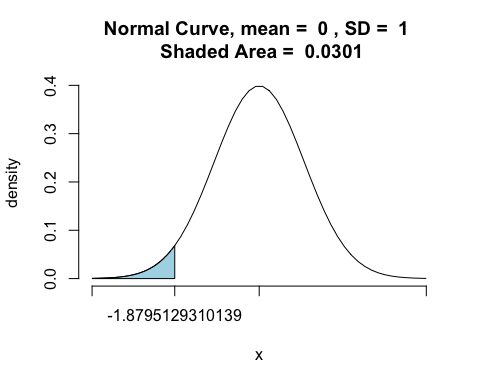 Normal Curve, mean =  0 , SD =  1
Shaded Area =  0.0301
density
0.4
0.3
0.2
0.1
0.0
-1.8795129310139
x